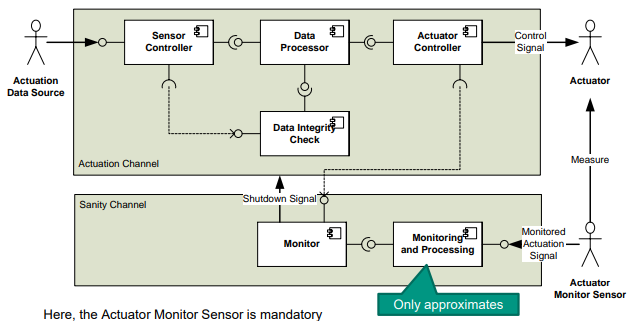 Sensor
Controller
Data
Processor
Actuator
Controller
Control
Signal
Actuation
Data Source
Actuator
Data Integrity
Check
Actuation Channel
Measure
Shutdown Signal
Sanity Channel
Monitor
Monitoring
and Processing
Monitored
Actuation
Signal
Actuator
Monitor Sensor
Only approximates
Here, the Actuator Monitor Sensor is mandatory